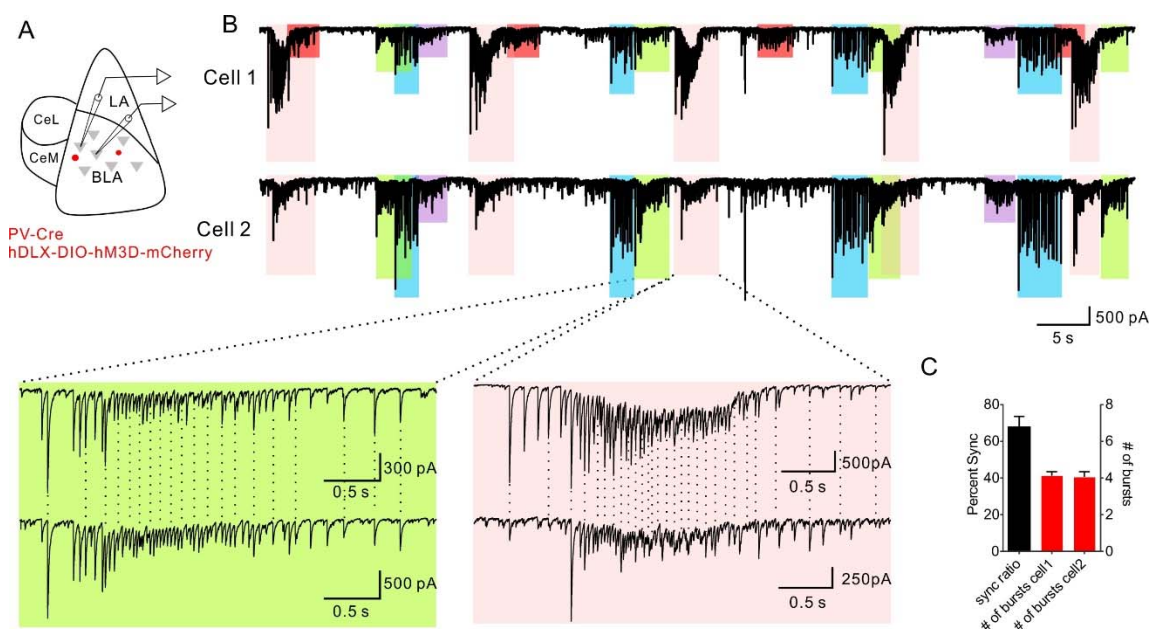 A
LA
CeL
CeM
BLA
PV-Cre
hDLX-DIO-hM3D-mCherry
B
Cell 1
Cell 2
500 pA
5 s
300 pA
0.5 s
500 pA
0.5 s
500pA
0.5 s
250pA
0.5 s
C
80
60
40
20
0
Percent Sync
8
6
4
2
0
# of bursts
sync ratio
# of bursts cell1
# of bursts cell2